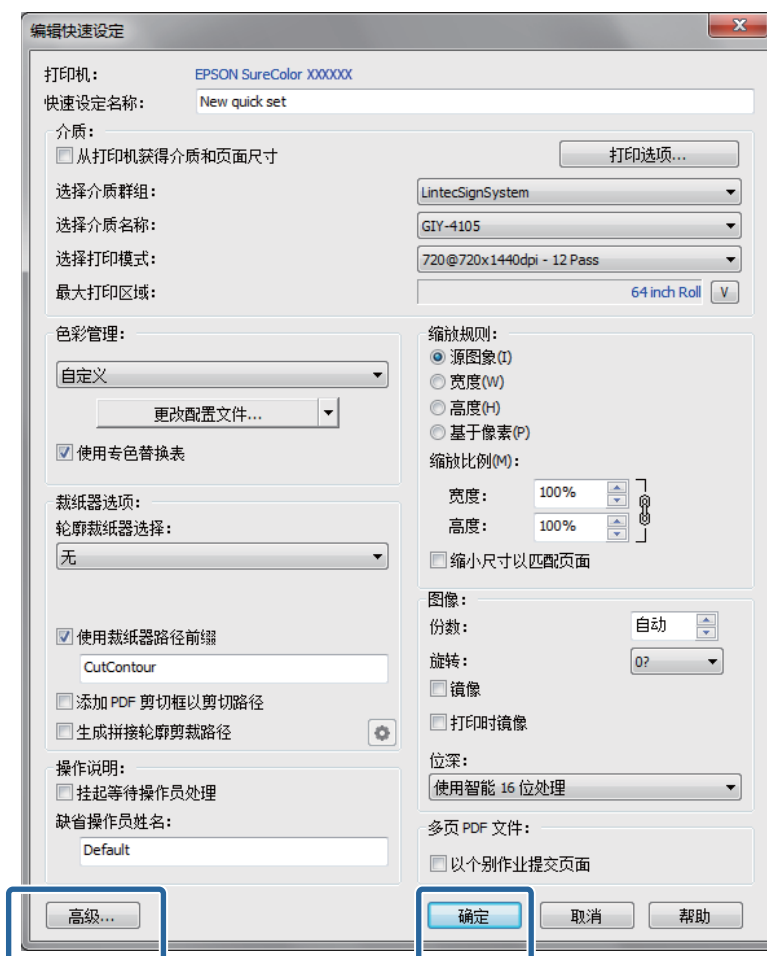 编辑快速设定
打印机: EPSON SureColor XXXXXX
快速设定名称: New quick set
介质:
从打印机获得介质和页面尺寸 打印选项...
选择介质群组: LintecSignSystem
选择介质名称: GIY-4105
选择打印模式: 720@720x1440dpi - 12 Pass
最大打印区域: 64 inch Roll V
色彩管理:
自定义
更改配置文件...
使用专色替换表
裁纸器选项:
轮廓裁纸器选择:
无
使用裁纸器路径前缀
CutContour
添加 PDF 剪切框以剪切路径
生成拼接轮廓剪裁路径
操作说明:
挂起等待操作员处理
缺省操作员姓名:
Default
缩放规则:
源图象(I)
宽度(W)
高度(H)
基于像素(P)
缩放比例(M):
宽度: 100%
高度: 100%
缩小尺寸以匹配页面
图像:
份数: 自动
旋转: 0?
镜像
打印时镜像
位深:
使用智能 16 位处理
多页 PDF 文件:
以个别作业提交页面
高级... 确定 取消 帮助